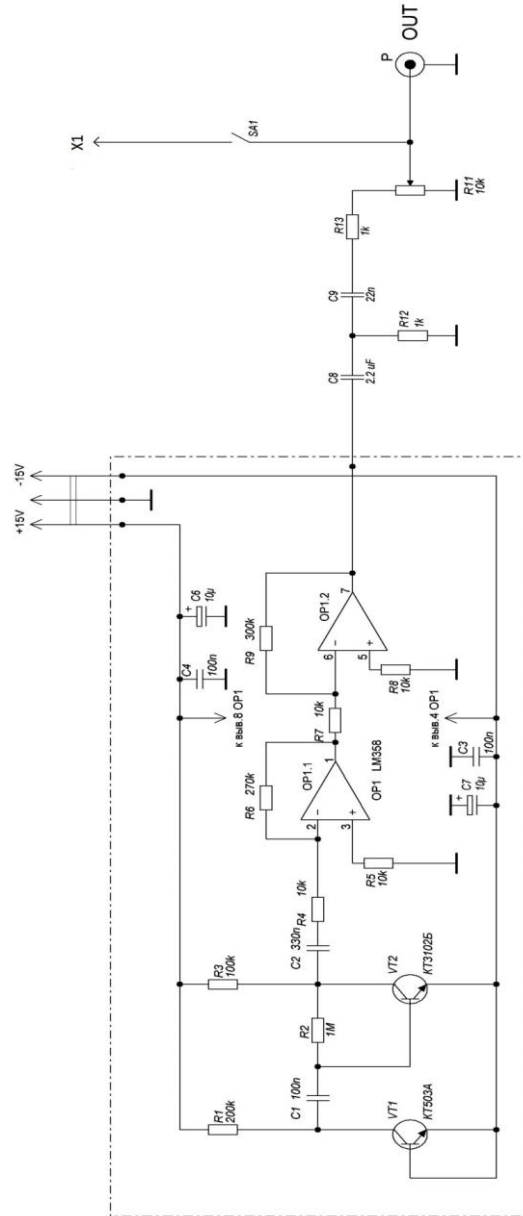 +15V
-15V
X1
SA1
P
OUT
R1
200k
R3
100k
C4
100n
C6
+
10µ
к выв.8 OP1
R6
270k
R9
300k
C1
100n
R2
1M
C2
330n
R4
10k
2
3
−
+
1
OP1.1
OP1
LM358
R7
10k
6
5
−
+
7
OP1.2
C8
2.2 uF
C9
22n
R13
1k
R12
1k
R11
10k
R5
10k
R8
10k
VT1
КТ503А
VT2
КТ3102Б
C7
+
10µ
C3
100n
к выв.4 OP1